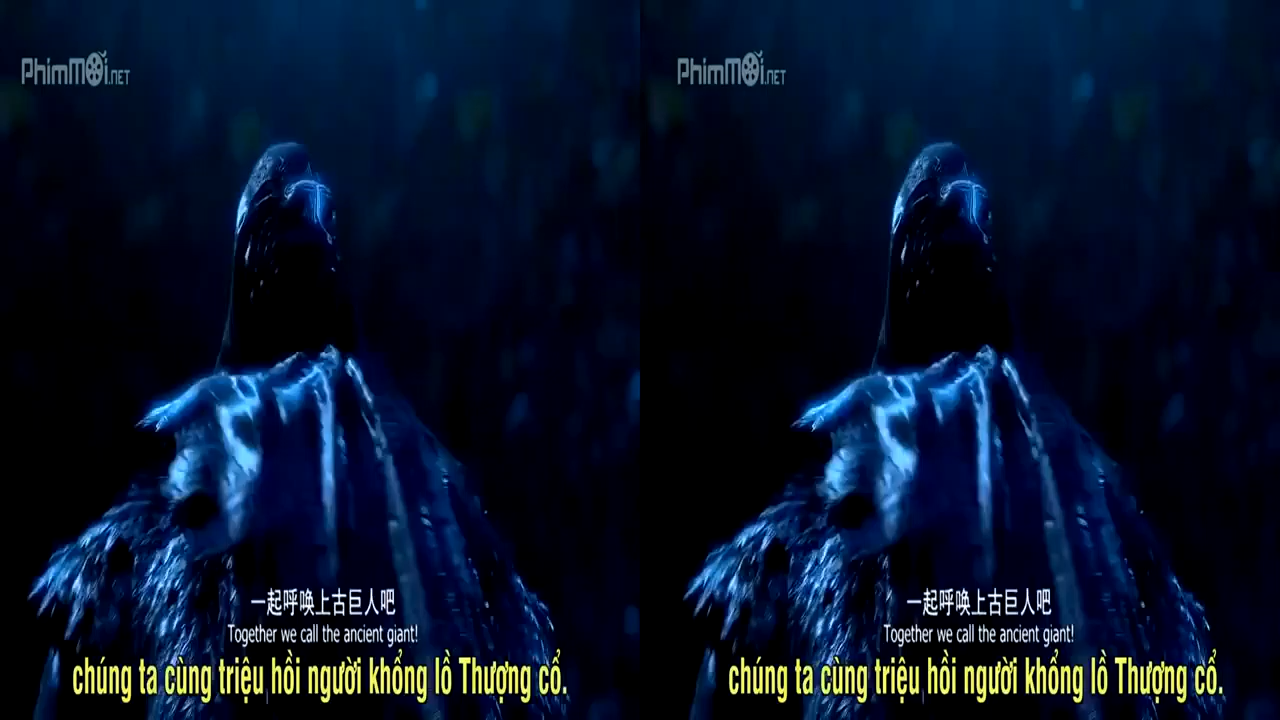 PhimMỡi.NET
PhimMỡi.NET
一起呼唤上古巨人吧
Together we call the ancient giant!
chúng ta cùng triệu hồi người khổng lồ Thượng cổ.
一起呼唤上古巨人吧
Together we call the ancient giant!
chúng ta cùng triệu hồi người khổng lồ Thượng cổ.